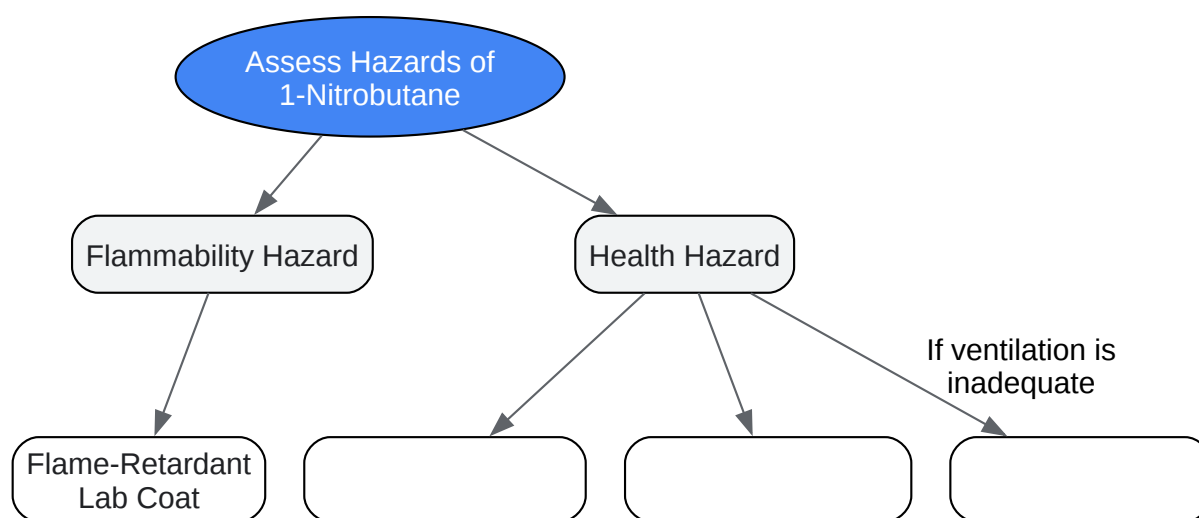 Assess Hazards of
1-Nitrobutane
Flammability Hazard
Health Hazard
If ventilation is
inadequate
Flame-Retardant
Lab Coat